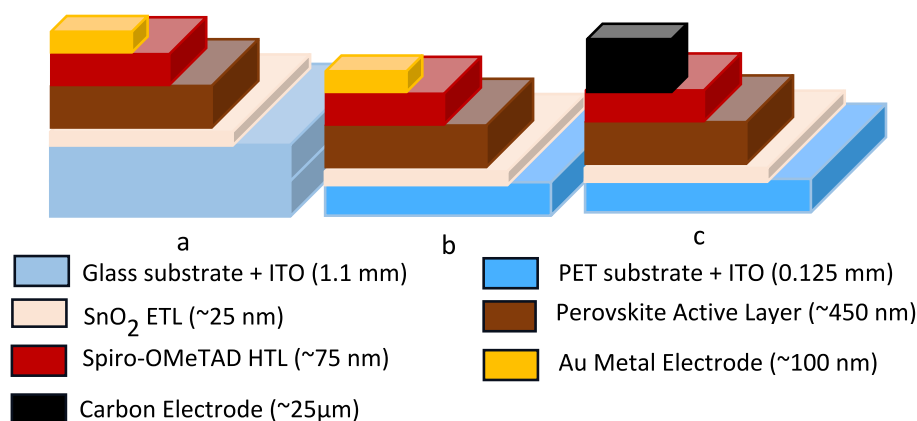 a
b
c
Glass substrate + ITO (1.1 mm)
PET substrate + ITO (0.125 mm)
SnO2 ETL (~25 nm)
Perovskite Active Layer (~450 nm)
Spiro-OMeTAD HTL (~75 nm)
Au Metal Electrode (~100 nm)
Carbon Electrode (~25µm)